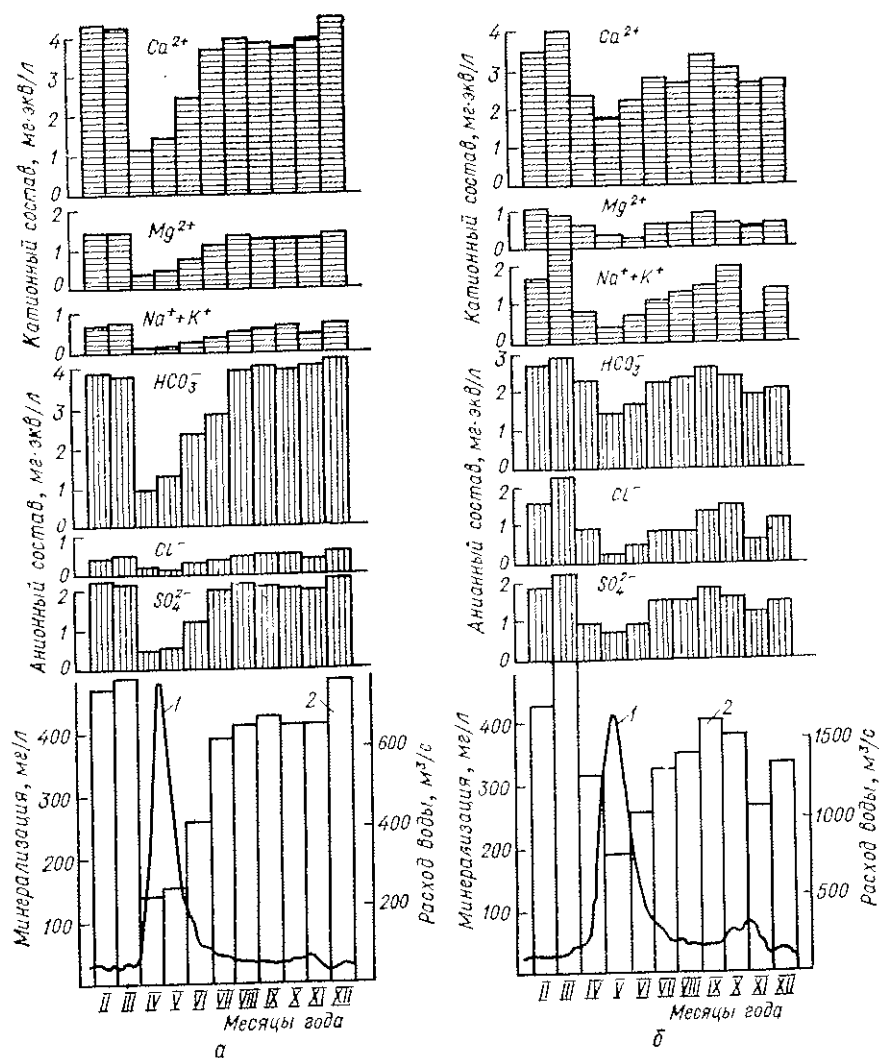 Катионный состав, мг·экв/л
4
3
2
1
0
Ca²⁺
2
1
0
Mg²⁺
1
0
Na⁺+K⁺
Анионный состав, мг·экв/л
4
3
2
1
0
HCO₃⁻
1
0
Cl⁻
2
1
0
SO₄²⁻
Минерализация, мг/л
400
300
200
100
1
2
600
400
200
Расход воды, м³/с
II III IV V VI VII VIII IX X XI XII
Месяцы года
а
Катионный состав, мг·экв/л
4
3
2
1
0
Ca²⁺
1
0
Mg²⁺
2
1
0
Na⁺+K⁺
Анианный состав, мг·экв/л
3
2
1
0
HCO₃⁻
2
1
0
Cl⁻
2
1
0
SO₄²⁻
Минерализация, мг/л
400
300
200
100
1
2
1500
1000
500
Расход воды, м³/с
II III IV V VI VII VIII IX X XI XII
Месяцы года
б